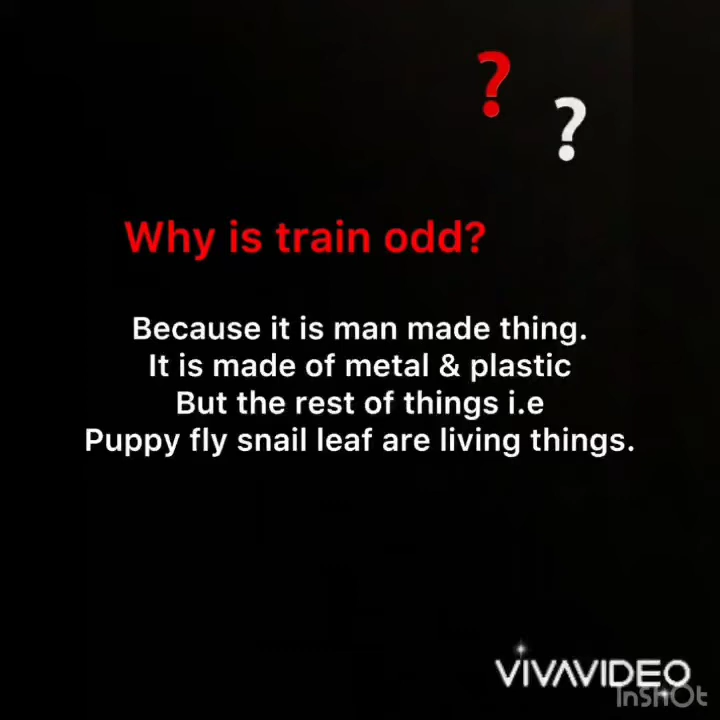 ? ?
Why is train odd?
Because it is man made thing.
It is made of metal & plastic
But the rest of things i.e
Puppy fly snail leaf are living things.
VIVAVIDEO
InShOt